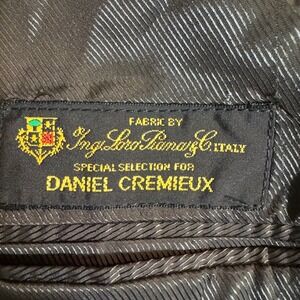 FABRIC BY
Ing. Loro Piana & C. ITALY
SPECIAL SELECTION FOR
DANIEL CREMIEUX